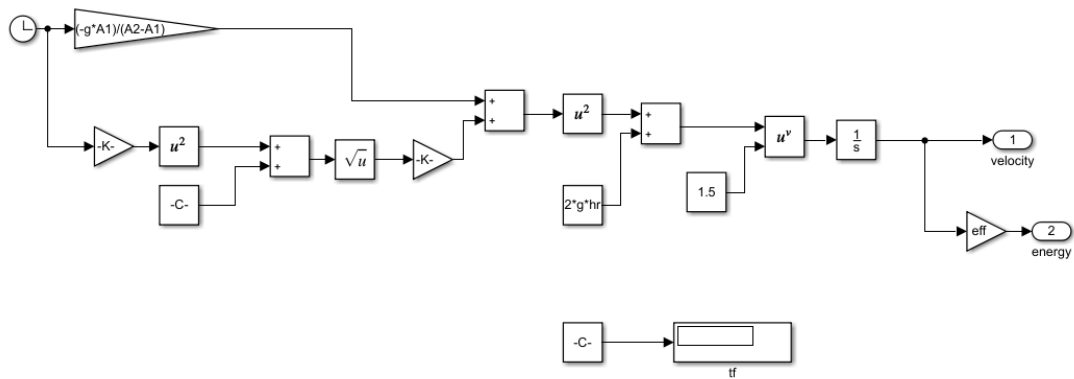 (-g*A1)/(A2-A1)
+
+
-K-
u²
+
+
√u
-K-
-C-
u²
+
+
2*g*hr
1.5
uᵛ
1
s
1
velocity
eff
2
energy
-C-
tf